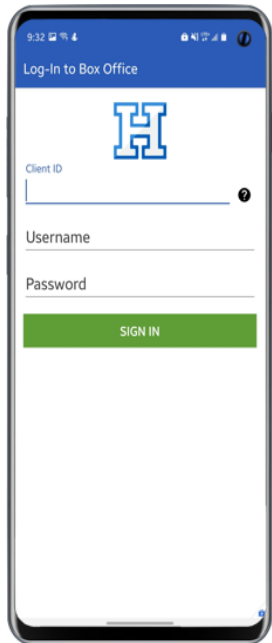 9:32
Log-In to Box Office
H
Client ID
?
Username
Password
SIGN IN